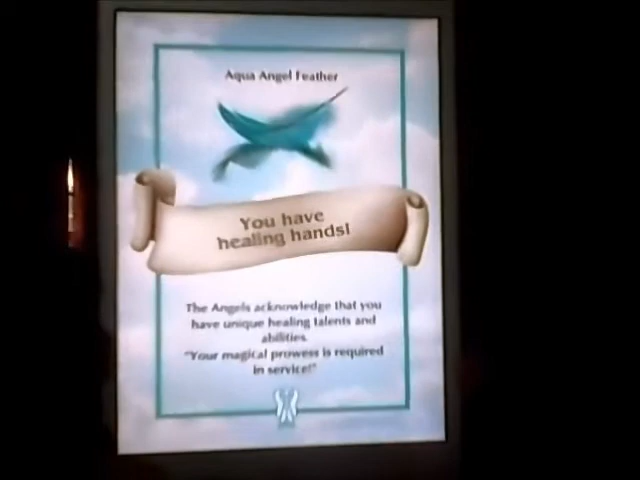 Aqua Angel Feather
You have
healing hands!
The Angels acknowledge that you
have unique healing talents and
abilities.
"Your magical prowess is required
in service!"